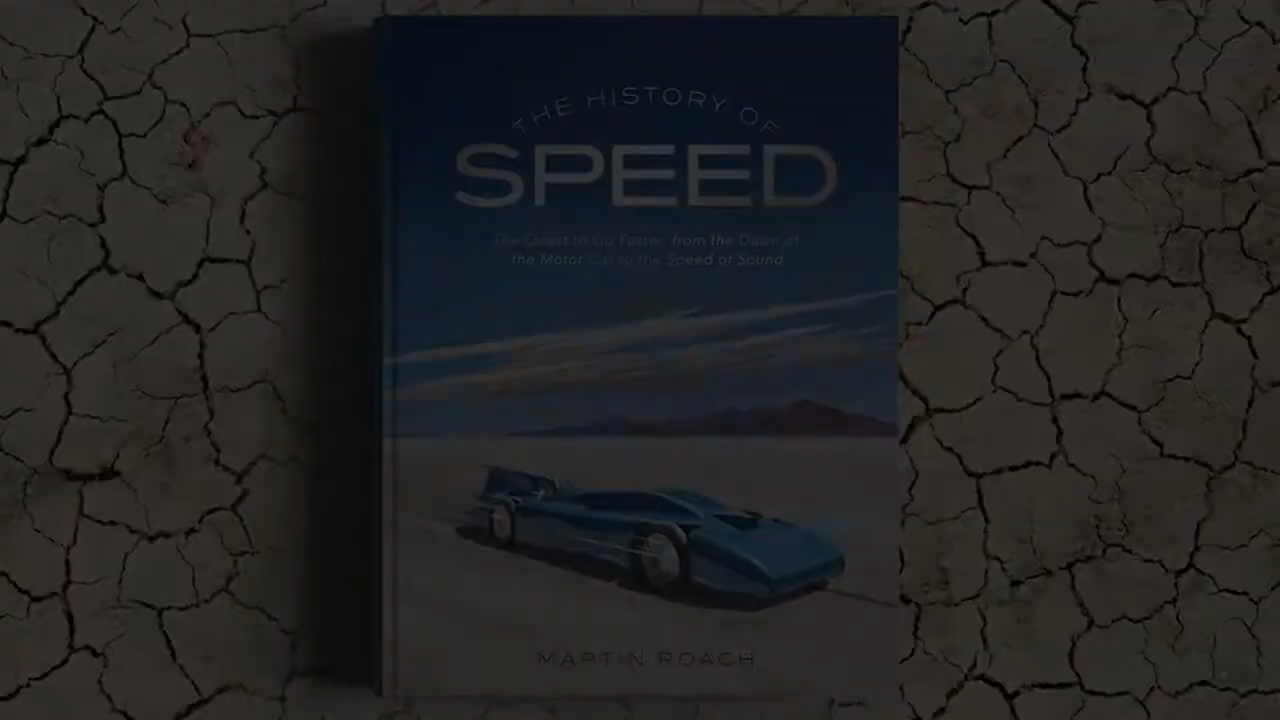 THE HISTORY OF
SPEED
The Quest to Go Faster, from the Dawn of
the Motor Car to the Speed of Sound
MARTIN ROACH